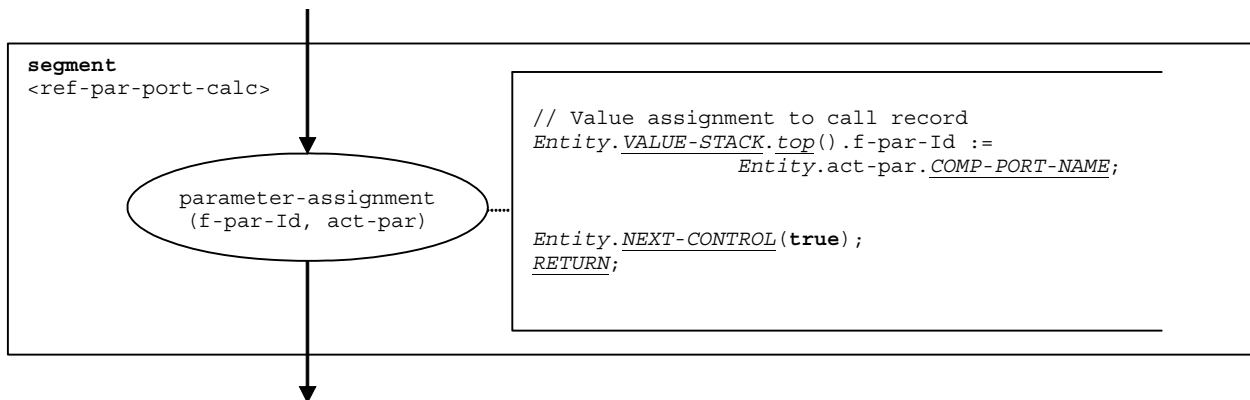 segment
<ref-par-port-calc>
parameter-assignment
(f-par-Id, act-par)
// Value assignment to call record
Entity.VALUE-STACK.top().f-par-Id :=
Entity.act-par.COMP-PORT-NAME;
Entity.NEXT-CONTROL(true);
RETURN;